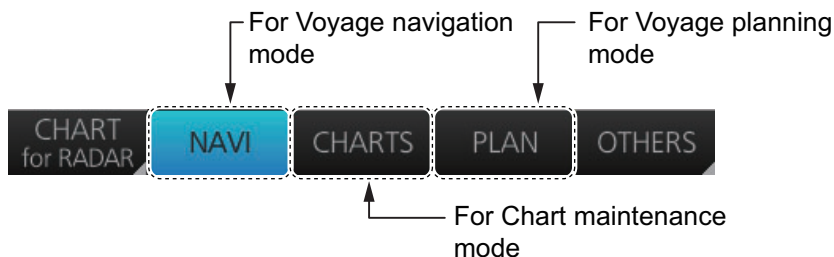 For Voyage navigation
mode
For Voyage planning
mode
CHART
for RADAR
NAVI
CHARTS
PLAN
OTHERS
For Chart maintenance
mode